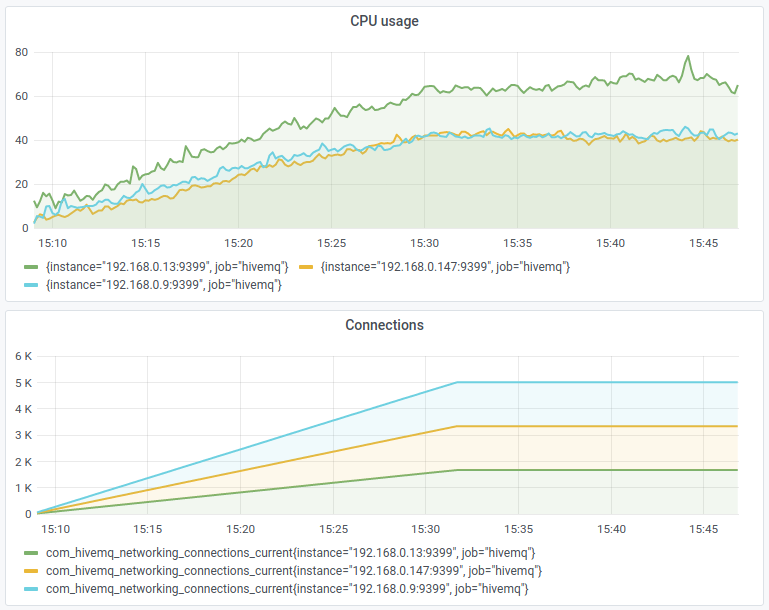 CPU usage
80
60
40
20
0
15:10 15:15 15:20 15:25 15:30 15:35 15:40 15:45
{instance="192.168.0.13:9399", job="hivemq"} {instance="192.168.0.147:9399", job="hivemq"}
{instance="192.168.0.9:9399", job="hivemq"}
Connections
6 K
5 K
4 K
3 K
2 K
1 K
0
15:10 15:15 15:20 15:25 15:30 15:35 15:40 15:45
com_hivemq_networking_connections_current{instance="192.168.0.13:9399", job="hivemq"}
com_hivemq_networking_connections_current{instance="192.168.0.147:9399", job="hivemq"}
com_hivemq_networking_connections_current{instance="192.168.0.9:9399", job="hivemq"}